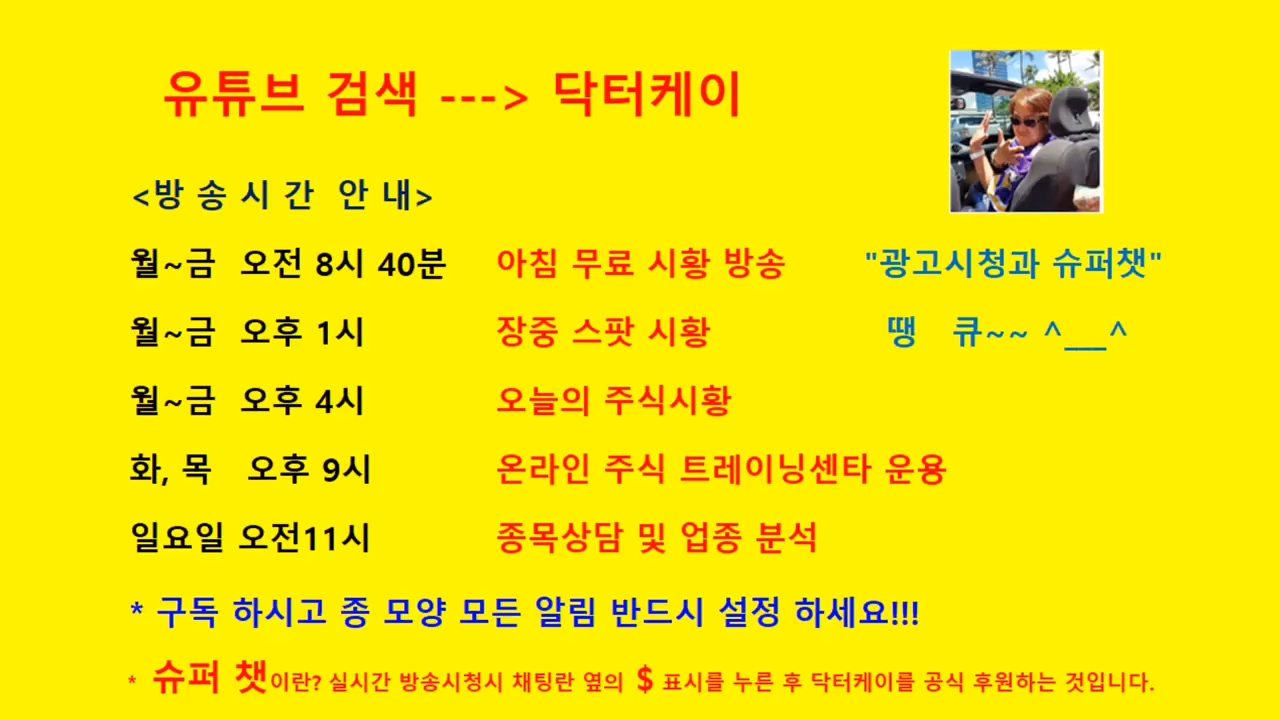 유튜브 검색 ---> 닥터케이
<방 송 시 간 안 내>
월~금 오전 8시 40분 아침 무료 시황 방송 "광고시청과 슈퍼챗"
월~금 오후 1시 장중 스팟 시황 땡 큐~~ ^___^
월~금 오후 4시 오늘의 주식시황
화, 목 오후 9시 온라인 주식 트레이닝센타 운용
일요일 오전11시 종목상담 및 업종 분석
* 구독 하시고 종 모양 모든 알림 반드시 설정 하세요!!!
* 슈퍼 챗이란? 실시간 방송시청시 채팅란 옆의 $ 표시를 누른 후 닥터케이를 공식 후원하는 것입니다.